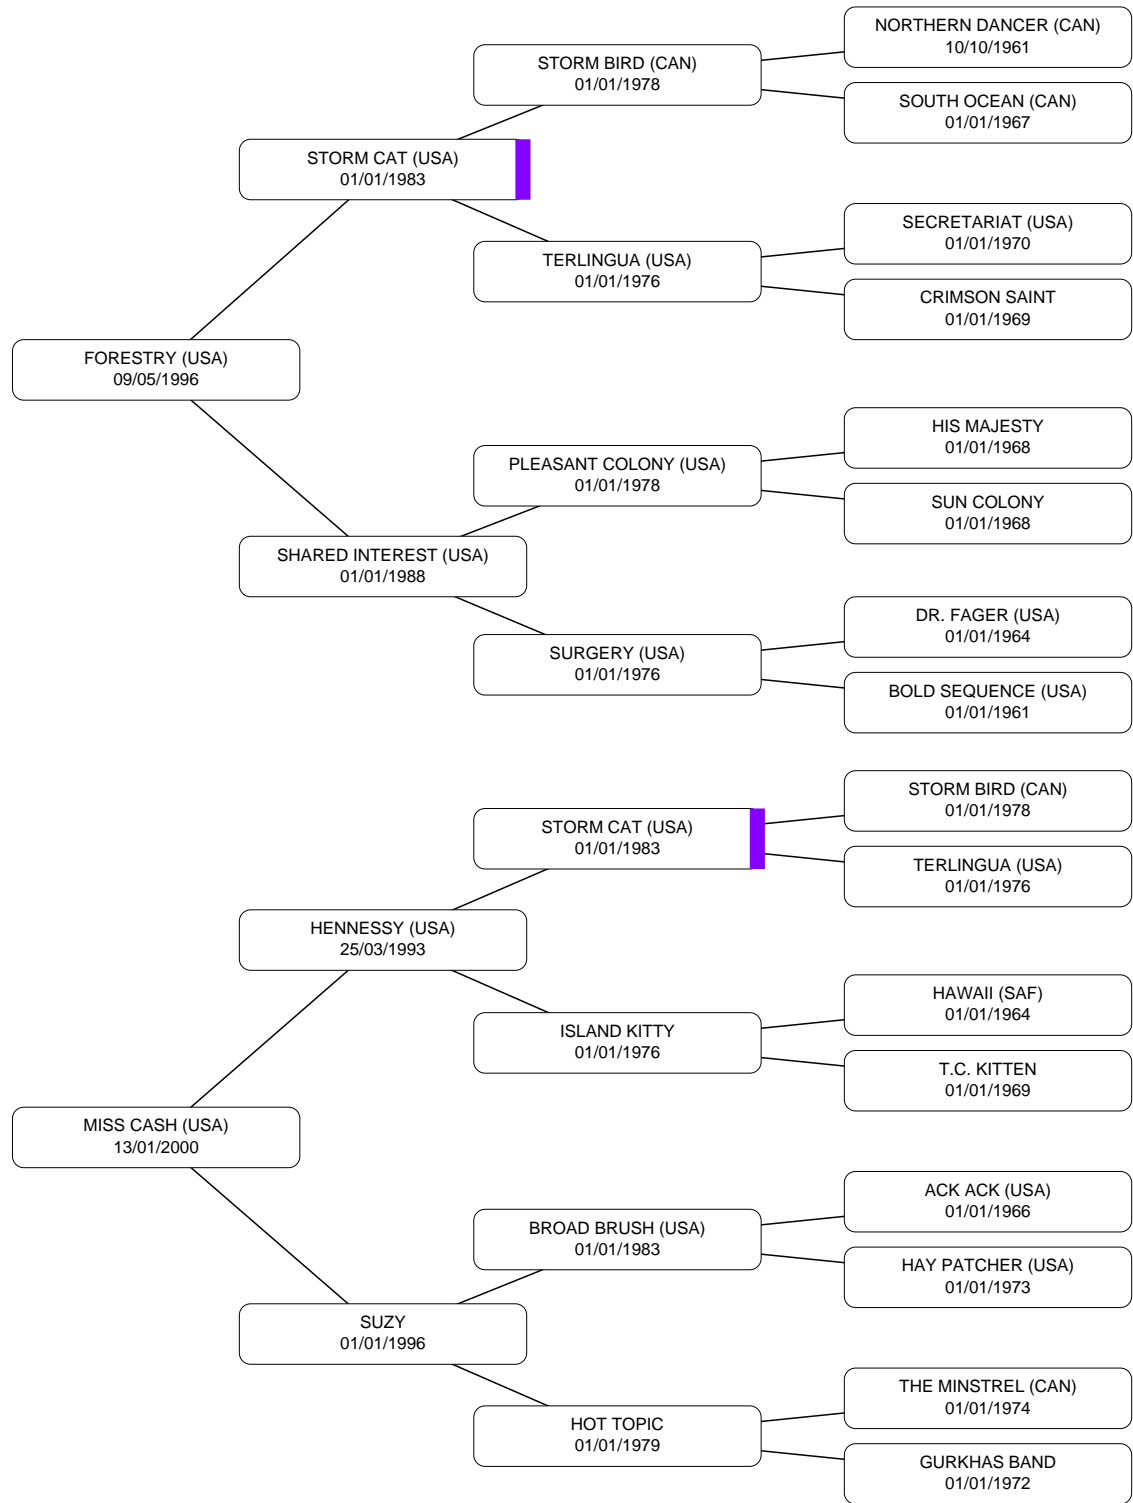 NORTHERN DANCER (CAN)
10/10/1961
STORM BIRD (CAN)
01/01/1978
SOUTH OCEAN (CAN)
01/01/1967
STORM CAT (USA)
01/01/1983
SECRETARIAT (USA)
01/01/1970
TERLINGUA (USA)
01/01/1976
CRIMSON SAINT
01/01/1969
FORESTRY (USA)
09/05/1996
HIS MAJESTY
01/01/1968
PLEASANT COLONY (USA)
01/01/1978
SUN COLONY
01/01/1968
SHARED INTEREST (USA)
01/01/1988
DR. FAGER (USA)
01/01/1964
SURGERY (USA)
01/01/1976
BOLD SEQUENCE (USA)
01/01/1961
STORM BIRD (CAN)
01/01/1978
STORM CAT (USA)
01/01/1983
TERLINGUA (USA)
01/01/1976
HENNESSY (USA)
25/03/1993
HAWAII (SAF)
01/01/1964
ISLAND KITTY
01/01/1976
T.C. KITTEN
01/01/1969
MISS CASH (USA)
13/01/2000
ACK ACK (USA)
01/01/1966
BROAD BRUSH (USA)
01/01/1983
HAY PATCHER (USA)
01/01/1973
SUZY
01/01/1996
THE MINSTREL (CAN)
01/01/1974
HOT TOPIC
01/01/1979
GURKHAS BAND
01/01/1972